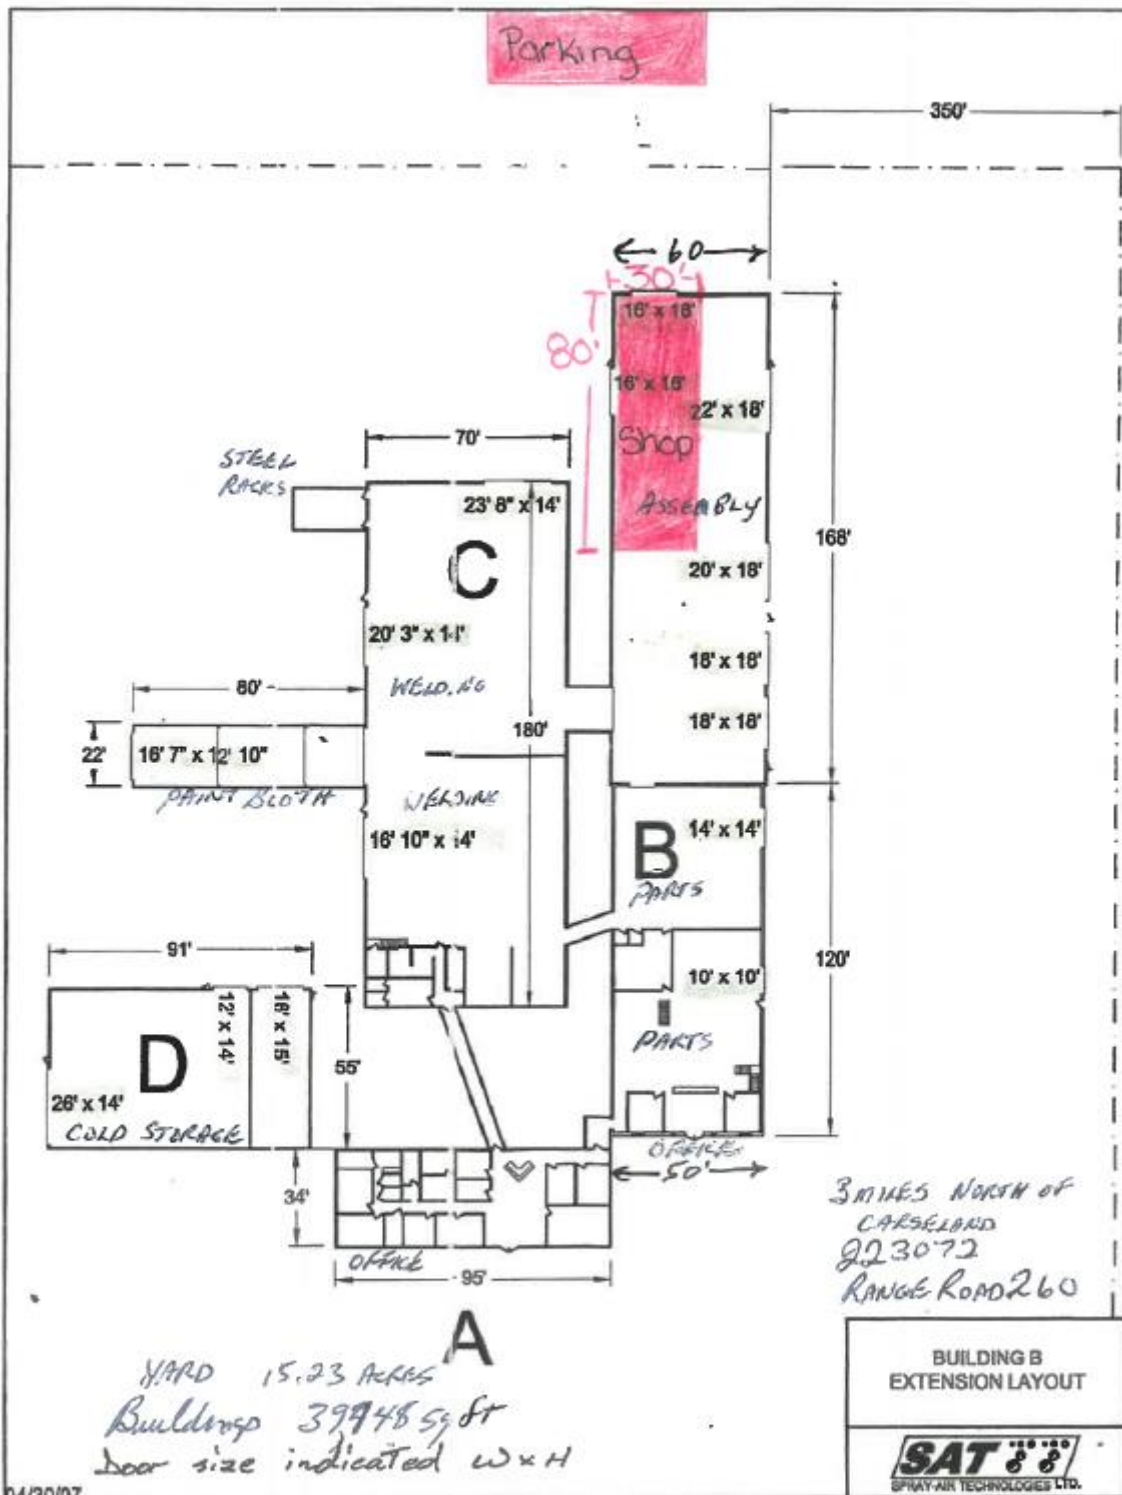 Parking
350'
60
30'
16' x 18'
80'
16' x 16'
22' x 18'
Shop
70'
STEEL
RACKS
23' 8" x 14'
ASSEMBLY
C
168'
20' x 18'
20' 3" x 14'
18' x 18'
WELDING
80'
180'
18' x 18'
22'
16' 7" x 12' 10"
PAINT BOOTH
WELDING
16' 10" x 14'
14' x 14'
B
PARTS
91'
120'
10' x 10'
12' x 14'
16' x 15'
PARTS
D
55'
26' x 14'
COLD STORAGE
OFFICE
50'
34'
3 MILES NORTH OF
CARSELAND
223072
RANGE ROAD 260
OFFICE
95'
A
YARD 15.23 ACRES
Buildings sq ft
Door size indicated W x H
BUILDING B
EXTENSION LAYOUT
SAT
SPRAY-AIR TECHNOLOGIES LTD.
04/30/07